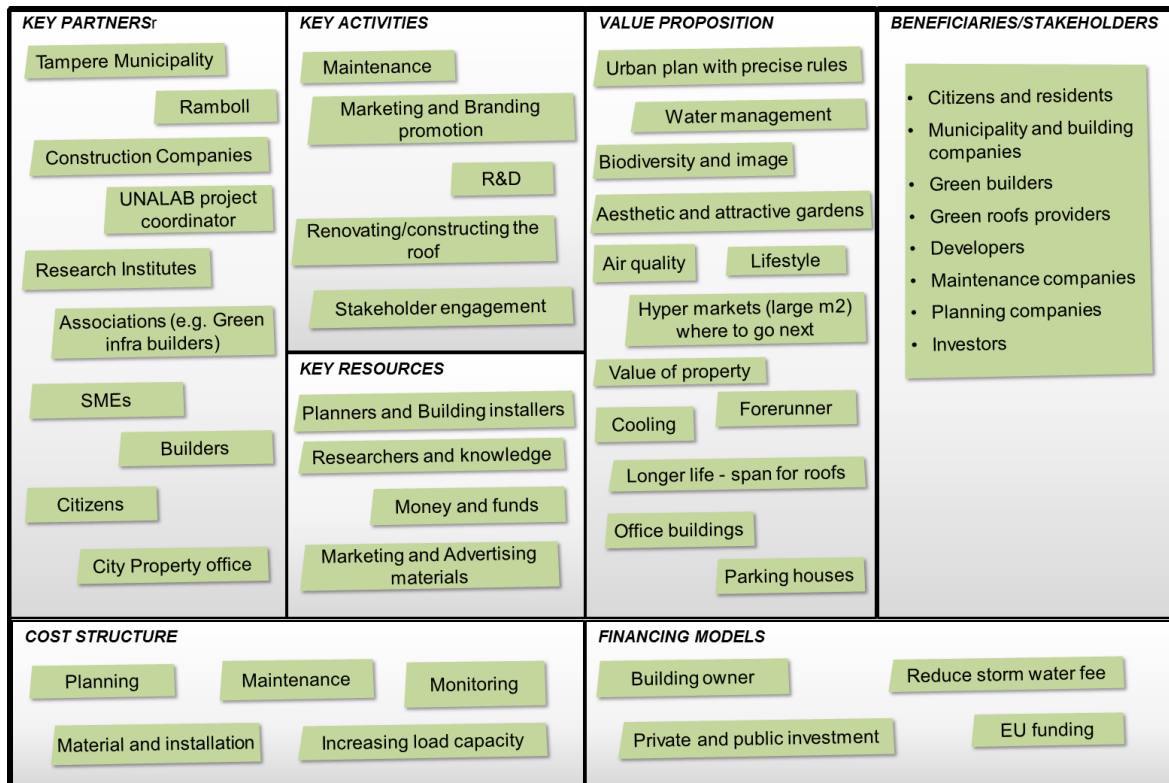 KEY PARTNERSr
Tampere Municipality
Ramboll
Construction Companies
UNALAB project
coordinator
Research Institutes
Associations (e.g. Green
infra builders)
SMEs
Builders
Citizens
City Property office
KEY ACTIVITIES
Maintenance
Marketing and Branding
promotion
R&D
Renovating/constructing the
roof
Stakeholder engagement
KEY RESOURCES
Planners and Building installers
Researchers and knowledge
Money and funds
Marketing and Advertising
materials
VALUE PROPOSITION
Urban plan with precise rules
Water management
Biodiversity and image
Aesthetic and attractive gardens
Air quality
Lifestyle
Hyper markets (large m2)
where to go next
Value of property
Forerunner
Cooling
Longer life - span for roofs
Office buildings
Parking houses
BENEFICIARIES/STAKEHOLDERS
• Citizens and residents
• Municipality and building
companies
• Green builders
• Green roofs providers
• Developers
• Maintenance companies
• Planning companies
• Investors
COST STRUCTURE
Planning
Maintenance
Monitoring
Material and installation
Increasing load capacity
FINANCING MODELS
Building owner
Reduce storm water fee
Private and public investment
EU funding